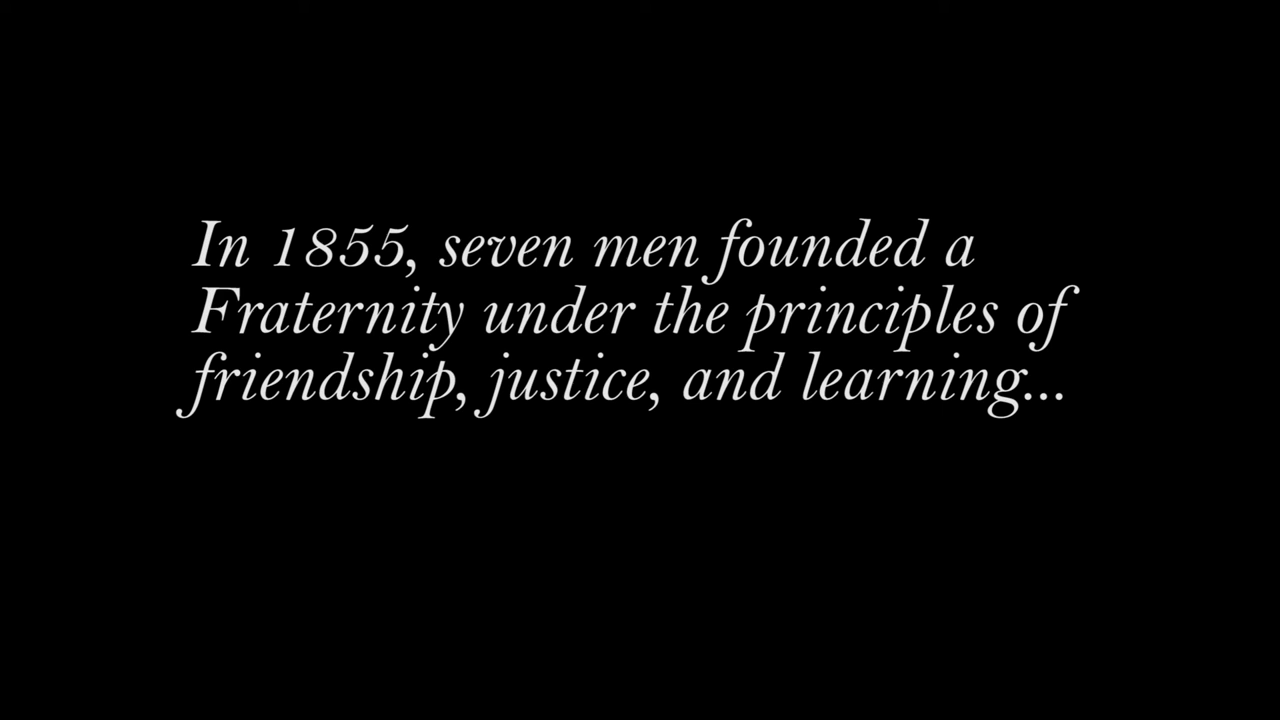 In 1855, seven men founded a
Fraternity under the principles of
friendship, justice, and learning...